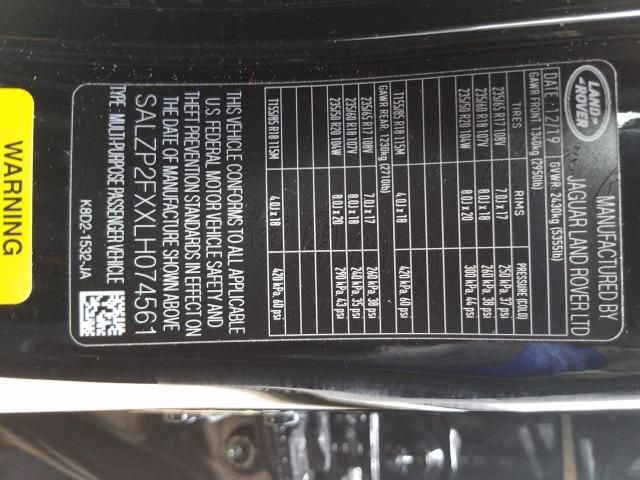 LAND-
ROVER
MANUFACTURED BY
JAGUAR LAND ROVER LTD
DATE: 12/19 GVWR: 2430kg (5355lb)
GAWR FRONT: 1340kg (2950lb)
TIRES RIMS PRESSURE (COLD)
235/65 R17 108V 7.0J x 17 250 kPa, 37 psi
235/60 R18 107V 8.0J x 18 260 kPa, 38 psi
235/50 R20 104W 8.0J x 20 300 kPa, 44 psi
T155/85 R18 115M 4.0J x 18 420 kPa, 60 psi
GAWR REAR: 1230kg (2710lb)
235/65 R17 108V 7.0J x 17 260 kPa, 38 psi
235/60 R18 107V 8.0J x 18 240 kPa, 35 psi
235/50 R20 104W 8.0J x 20 290 kPa, 43 psi
T155/85 R18 115M 4.0J x 18 420 kPa, 60 psi
THIS VEHICLE CONFORMS TO ALL APPLICABLE
U.S. FEDERAL MOTOR VEHICLE SAFETY AND
THEFT PREVENTION STANDARDS IN EFFECT ON
THE DATE OF MANUFACTURE SHOWN ABOVE
SALZP2FXXLH074561
TYPE: MULTI-PURPOSE PASSENGER VEHICLE
K8D2-1532-JA
WARNING